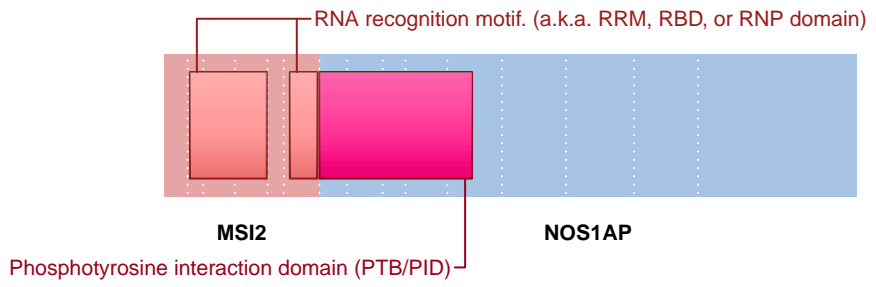 RNA recognition motif. (a.k.a. RRM, RBD, or RNP domain)
MSI2
NOS1AP
Phosphotyrosine interaction domain (PTB/PID)